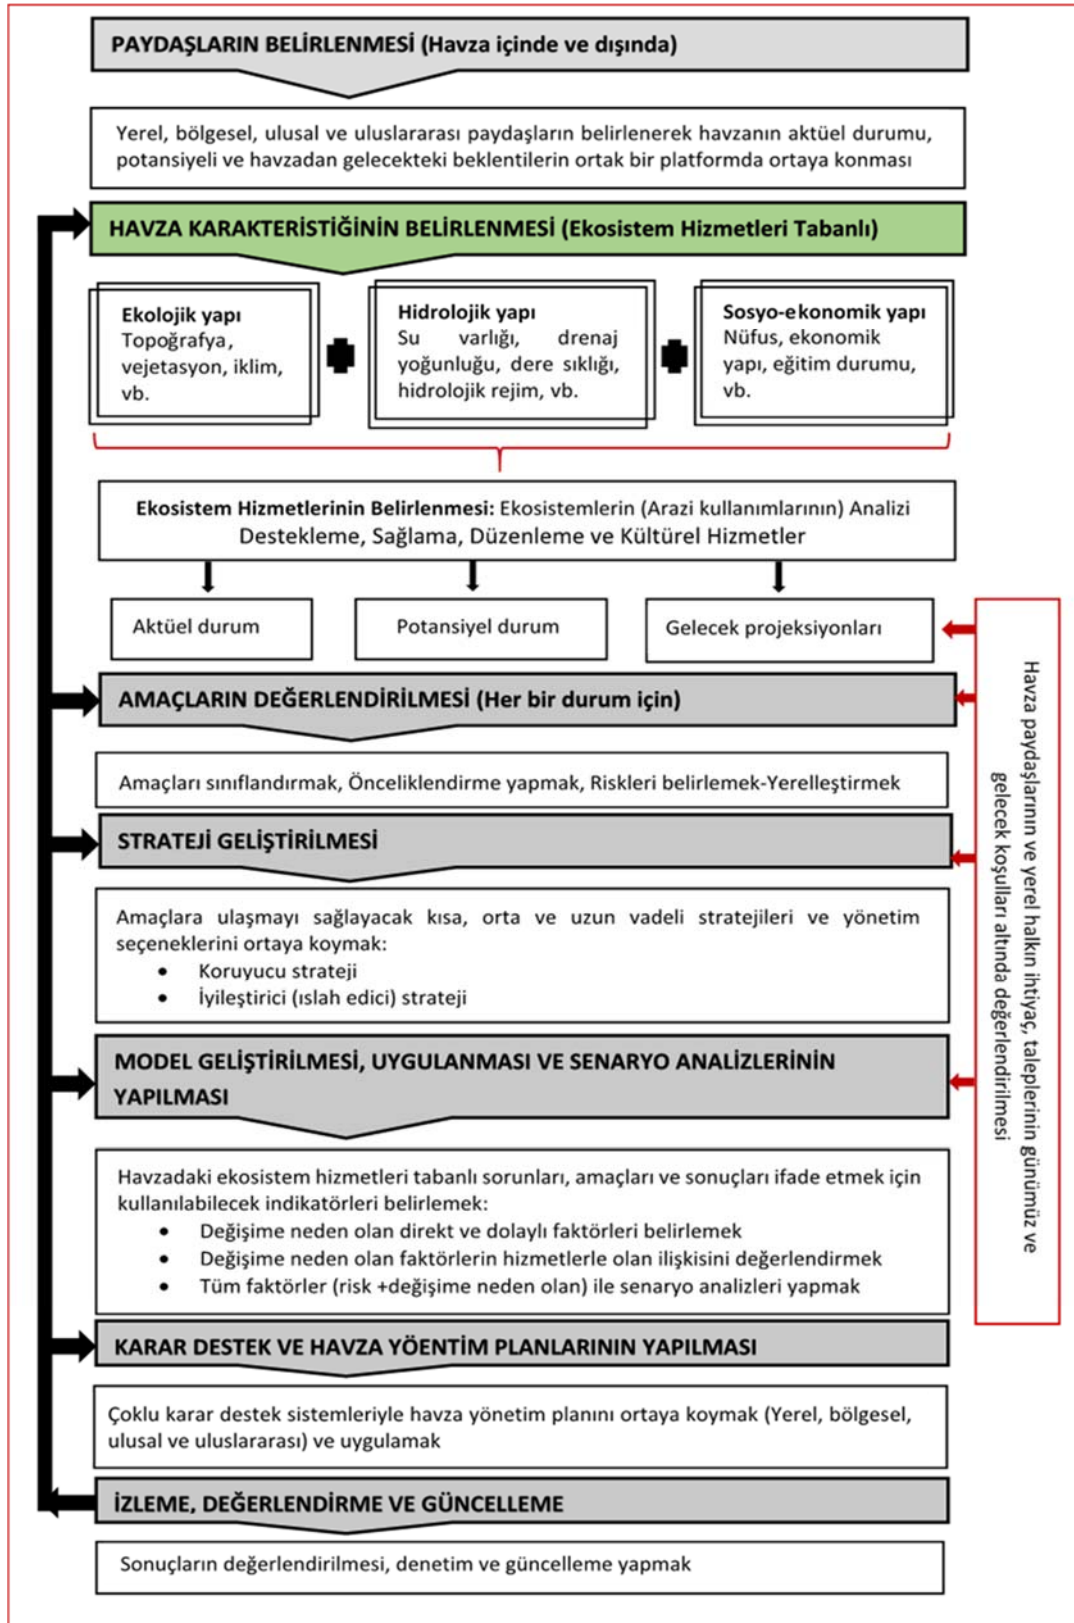 PAYDAŞLARIN BELİRLENMESİ (Havza içinde ve dışında)
Yerel, bölgesel, ulusal ve uluslararası paydaşların belirlenerek havzanın aktüel durumu,
potansiyeli ve havzadan gelecekteki beklentilerin ortak bir platformda ortaya konması
HAVZA KARAKTERİSTİĞİNİN BELİRLENMESİ (Ekosistem Hizmetleri Tabanlı)
Ekolojik yapı
Topoğrafya,
vejetasyon, iklim,
vb.
Hidrolojik yapı
Su varlığı, drenaj
yoğunluğu, dere sıklığı,
hidrolojik rejim, vb.
Sosyo-ekonomik yapı
Nüfus, ekonomik
yapı, eğitim durumu,
vb.
Ekosistem Hizmetlerinin Belirlenmesi: Ekosistemlerin (Arazi kullanımlarının) Analizi
Destekleme, Sağlama, Düzenleme ve Kültürel Hizmetler
Aktüel durum
Potansiyel durum
Gelecek projeksiyonları
AMAÇLARIN DEĞERLENDİRİLMESİ (Her bir durum için)
Amaçları sınıflandırmak, Önceliklendirme yapmak, Riskleri belirlemek-Yerelleştirmek
STRATEJİ GELİŞTİRİLMESİ
Amaçlara ulaşmayı sağlayacak kısa, orta ve uzun vadeli stratejileri ve yönetim
seçeneklerini ortaya koymak:
• Koruyucu strateji
• İyileştirici (ıslah edici) strateji
MODEL GELİŞTİRİLMESİ, UYGULANMASI VE SENARYO ANALİZLERİNİN
YAPILMASI
Havzadaki ekosistem hizmetleri tabanlı sorunları, amaçları ve sonuçları ifade etmek için
kullanılabilecek indikatörleri belirlemek:
• Değişime neden olan direkt ve dolaylı faktörleri belirlemek
• Değişime neden olan faktörlerin hizmetlerle olan ilişkisini değerlendirmek
• Tüm faktörler (risk +değişime neden olan) ile senaryo analizleri yapmak
KARAR DESTEK VE HAVZA YÖENTİM PLANLARININ YAPILMASI
Çoklu karar destek sistemleriyle havza yönetim planını ortaya koymak (Yerel, bölgesel,
ulusal ve uluslararası) ve uygulamak
İZLEME, DEĞERLENDİRME VE GÜNCELLEME
Sonuçların değerlendirilmesi, denetim ve güncelleme yapmak
Havza paydaşlarının ve yerel halkın ihtiyaç, taleplerinin günümüz ve
gelecek koşulları altında değerlendirilmesi